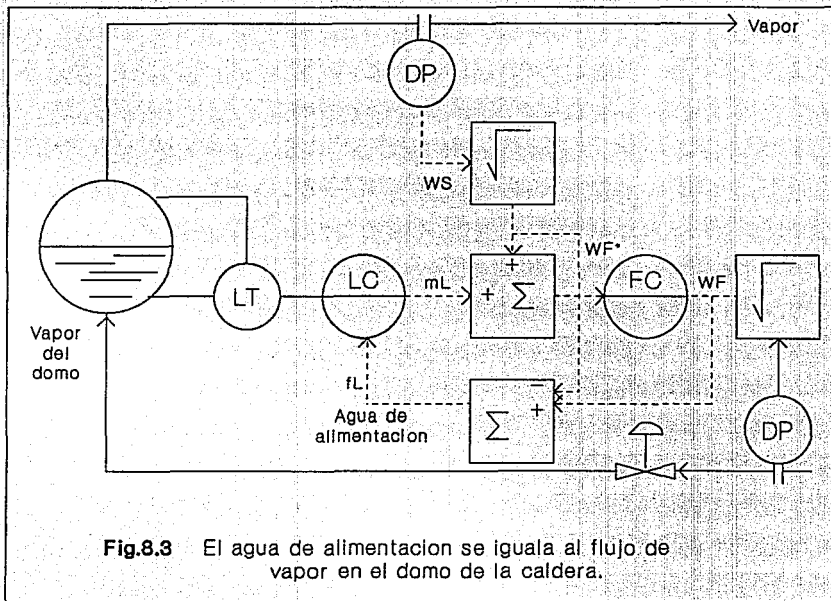 Vapor
DP
WS
√
WF*
LT
LC
mL
+
+
Σ
FC
WF
√
Vapor
del
domo
fL
Agua de
alimentacion
Σ
−
+
DP
Fig.8.3 El agua de alimentacion se iguala al flujo de
vapor en el domo de la caldera.